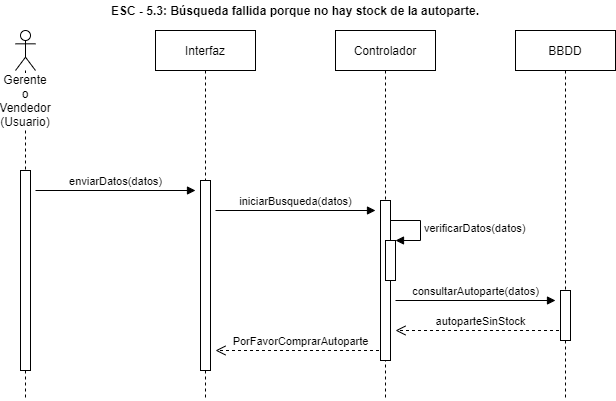 ESC - 5.3: Búsqueda fallida porque no hay stock de la autoparte.
Interfaz
Controlador
BBDD
Gerente
o
Vendedor
(Usuario)
enviarDatos(datos)
iniciarBusqueda(datos)
verificarDatos(datos)
consultarAutoparte(datos)
autoparteSinStock
PorFavorComprarAutoparte